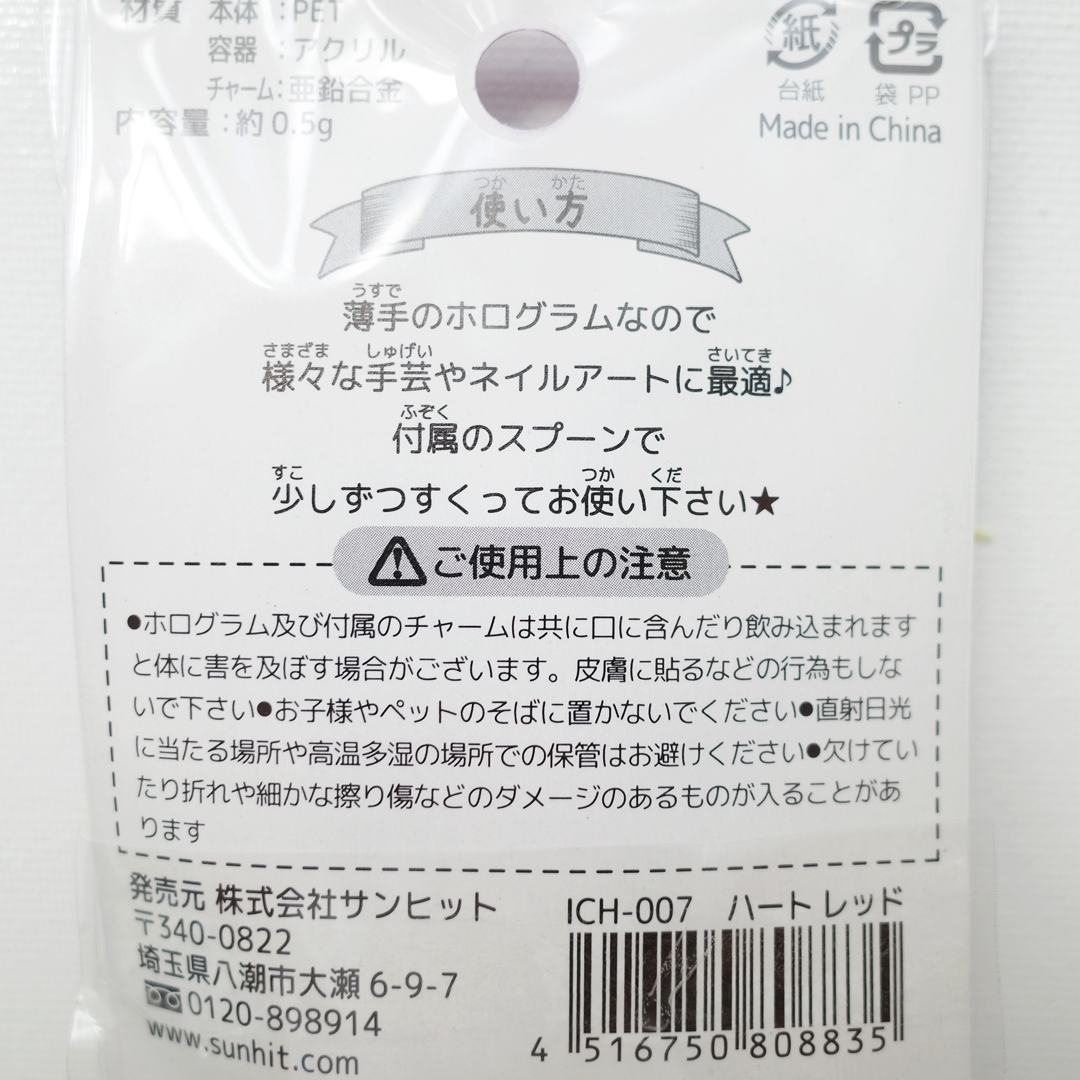 材質 本体：PET
容器：アクリル
チャーム：亜鉛合金
内容量：約0.5g
紙
台紙
プラ
袋 PP
Made in China
つか かた
使い方
うすで
薄手のホログラムなので
さまざま しゅげい さいてき
様々な手芸やネイルアートに最適♪
ふぞく
付属のスプーンで
すこ つか くだ
少しずつすくってお使い下さい★
ご使用上の注意
●ホログラム及び付属のチャームは共に口に含んだり飲み込まれます
と体に害を及ぼす場合がございます。皮膚に貼るなどの行為もしな
いで下さい●お子様やペットのそばに置かないでください●直射日光
に当たる場所や高温多湿の場所での保管はお避けください●欠けてい
たり折れや細かな擦り傷などのダメージのあるものが入ることがあ
ります
発売元 株式会社サンヒット
〒340-0822
埼玉県八潮市大瀬6-9-7
0120-898914
www.sunhit.com
ICH-007 ハートレッド
4 516750 808835